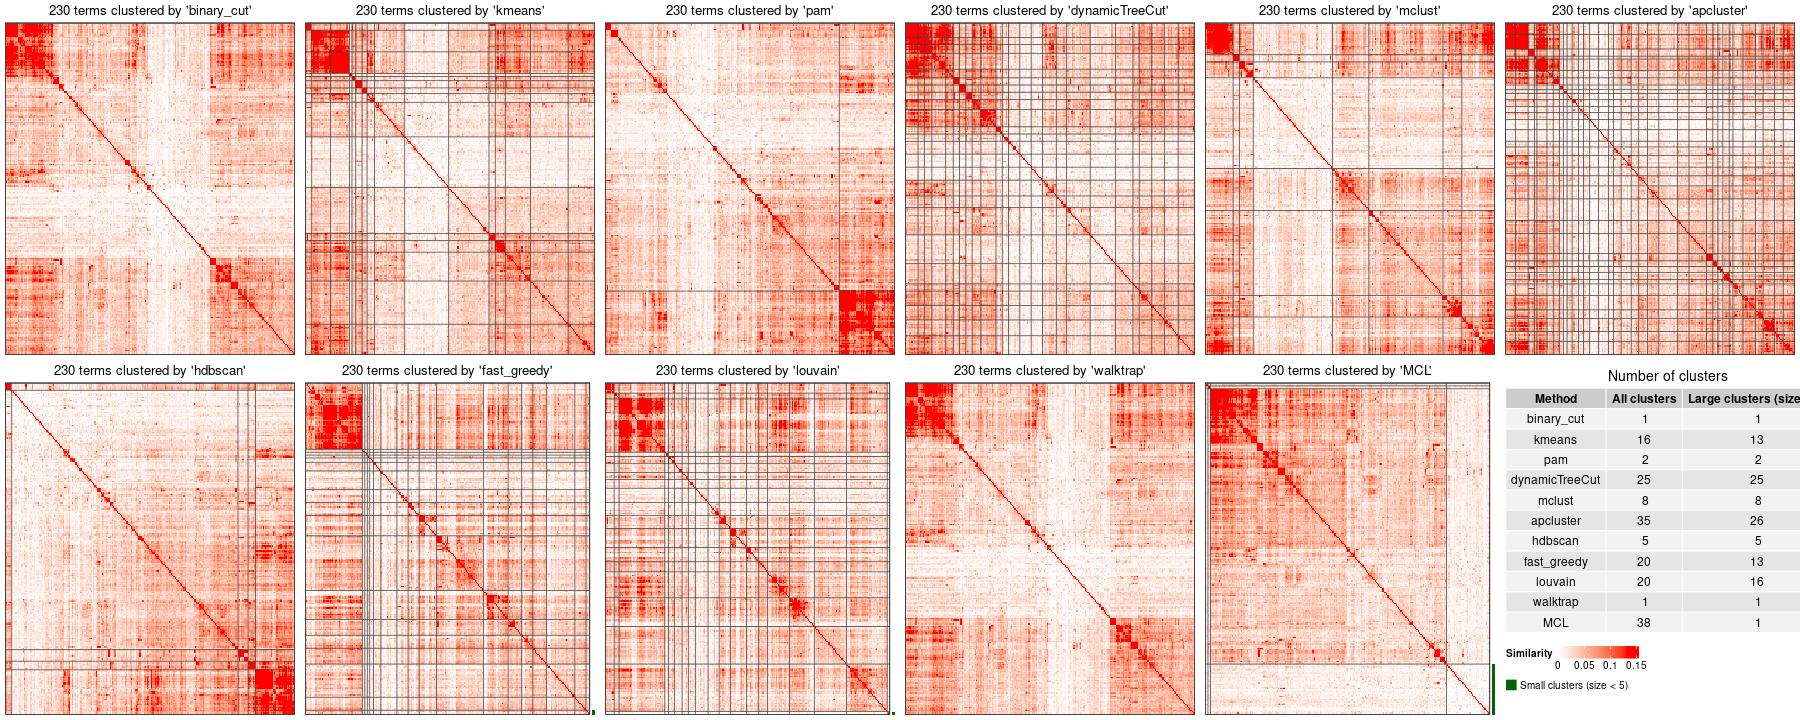 230 terms clustered by 'binary_cut'
230 terms clustered by 'kmeans'
230 terms clustered by 'pam'
230 terms clustered by 'dynamicTreeCut'
230 terms clustered by 'mclust'
230 terms clustered by 'apcluster'
230 terms clustered by 'hdbscan'
230 terms clustered by 'fast_greedy'
230 terms clustered by 'louvain'
230 terms clustered by 'walktrap'
230 terms clustered by 'MCL'
Number of clusters
Method All clusters Large clusters (size
binary_cut 1 1
kmeans 16 13
pam 2 2
dynamicTreeCut 25 25
mclust 8 8
apcluster 35 26
hdbscan 5 5
fast_greedy 20 13
louvain 20 16
walktrap 1 1
MCL 38 1
Similarity
0 0.05 0.1 0.15
Small clusters (size < 5)